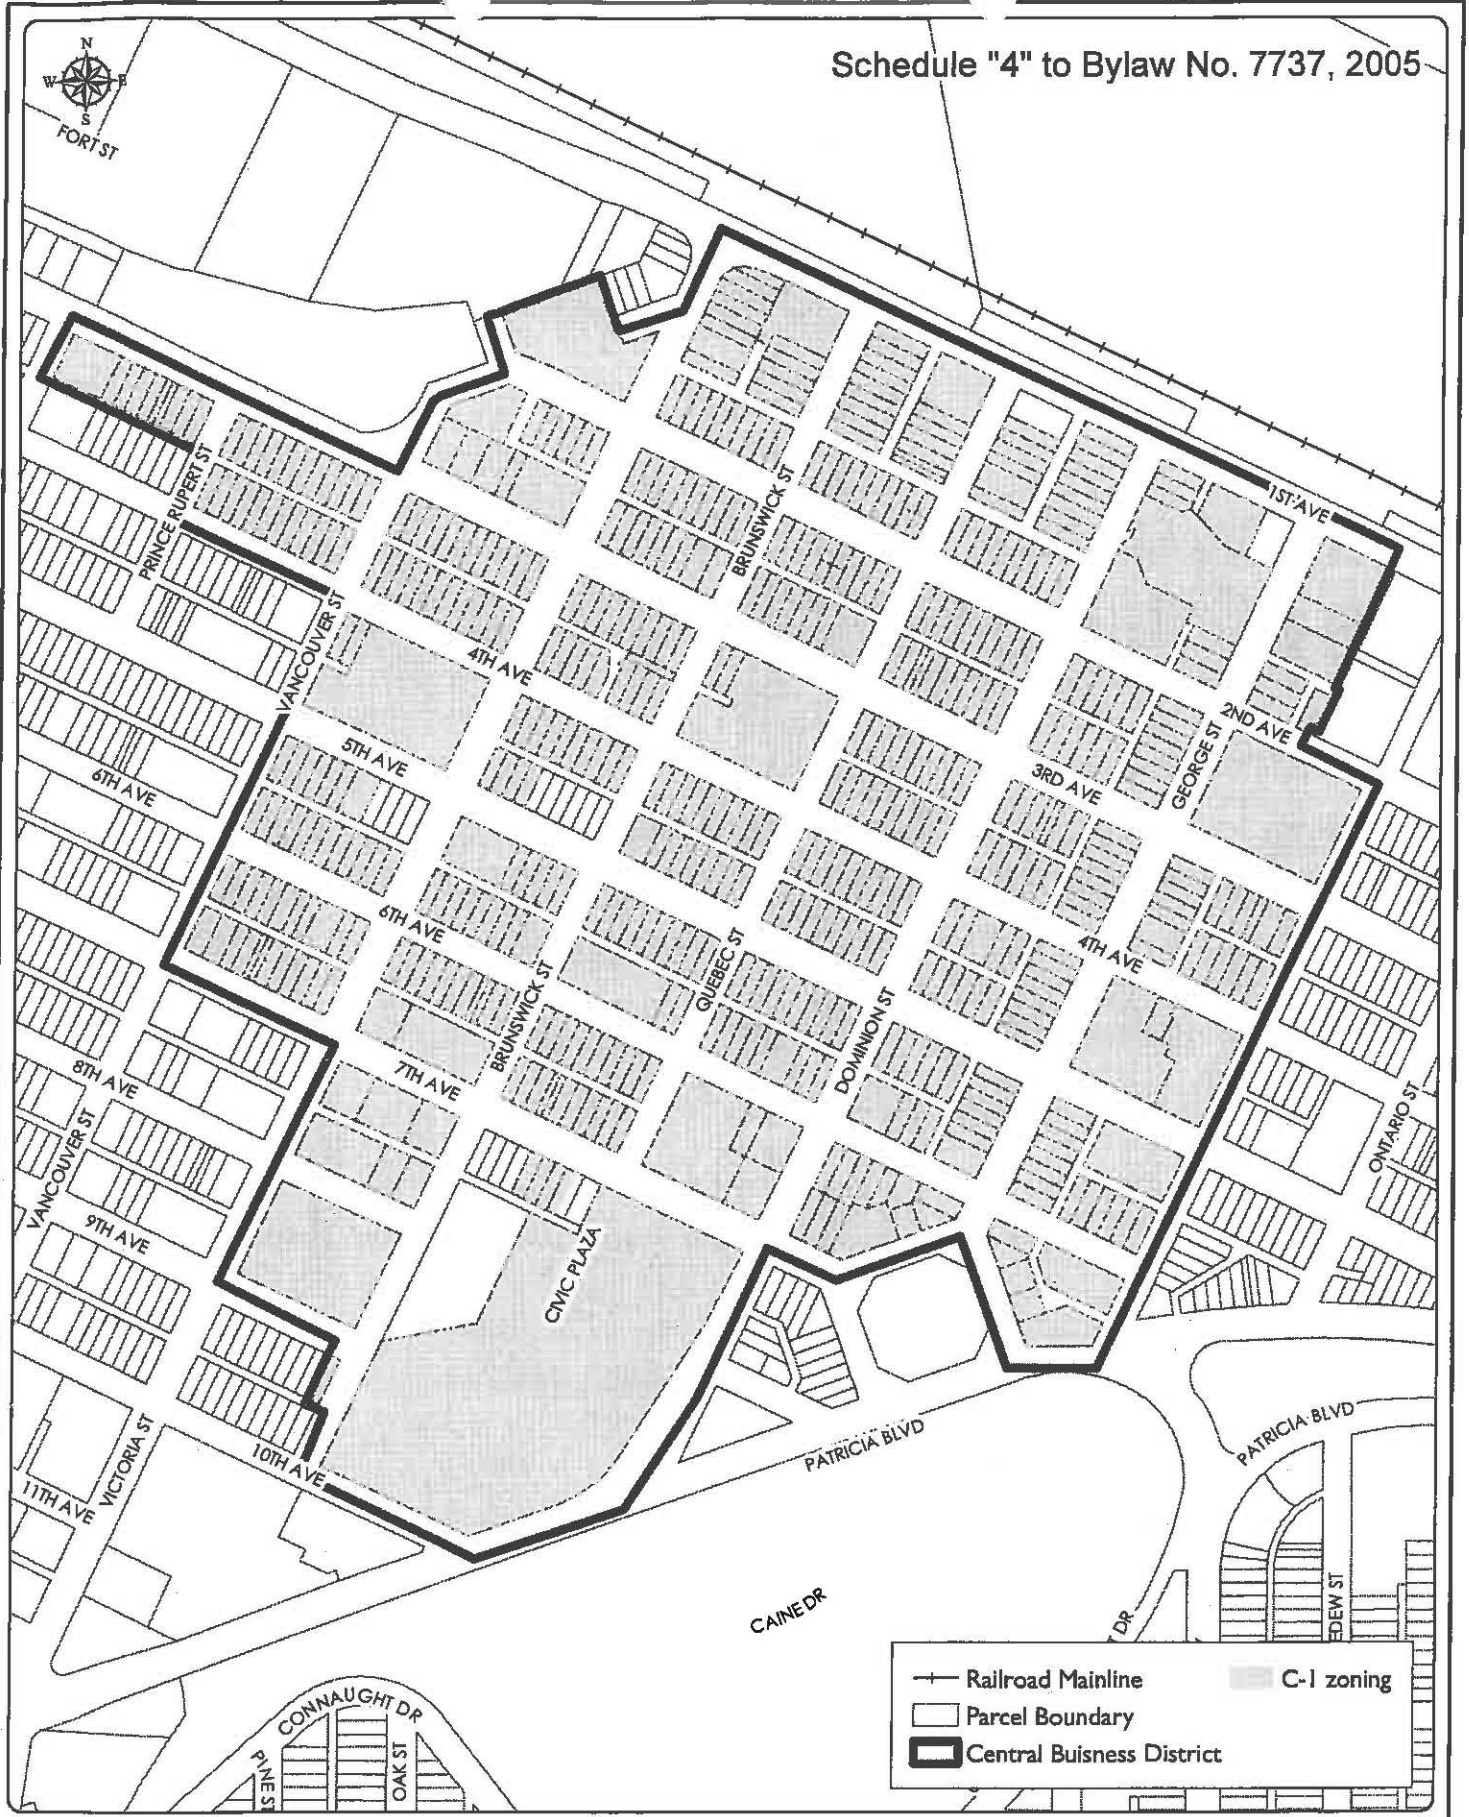 Schedule "4" to Bylaw No. 7737, 2005
N
W E
S
FORT ST
1ST AVE
PRINCE RUPERT ST
BRUNSWICK ST
VANCOUVER ST
4TH AVE
2ND AVE
GEORGE ST
5TH AVE
3RD AVE
6TH AVE
6TH AVE
4TH AVE
QUEBEC ST
BRUNSWICK ST
DOMINION ST
7TH AVE
8TH AVE
VANCOUVER ST
ONTARIO ST
9TH AVE
CIVIC PLAZA
PATRICIA BLVD
PATRICIA BLVD
10TH AVE
VICTORIA ST
11TH AVE
CAINE DR
EDEW ST
T DR
CONNAUGHT DR
PINE ST
OAK ST
Railroad Mainline
C-1 zoning
Parcel Boundary
Central Buisness District